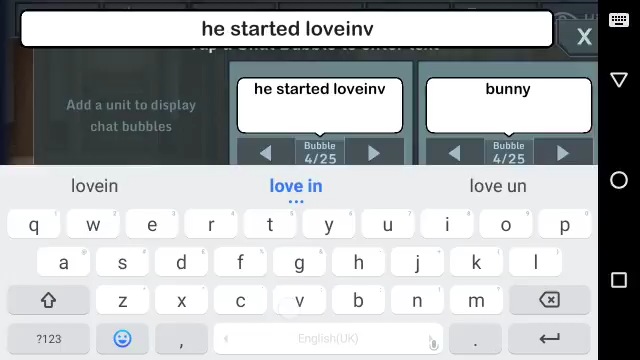 he started loveinv
X
Tap a Chat Bubble to enter text
Add a unit to display
chat bubbles
he started loveinv
bunny
Bubble
4/25
Bubble
4/25
lovein
love in
love un
q w e r t y u i o p
a s d f g h j k l
z x c v b n m
?123
,
English(UK)
.